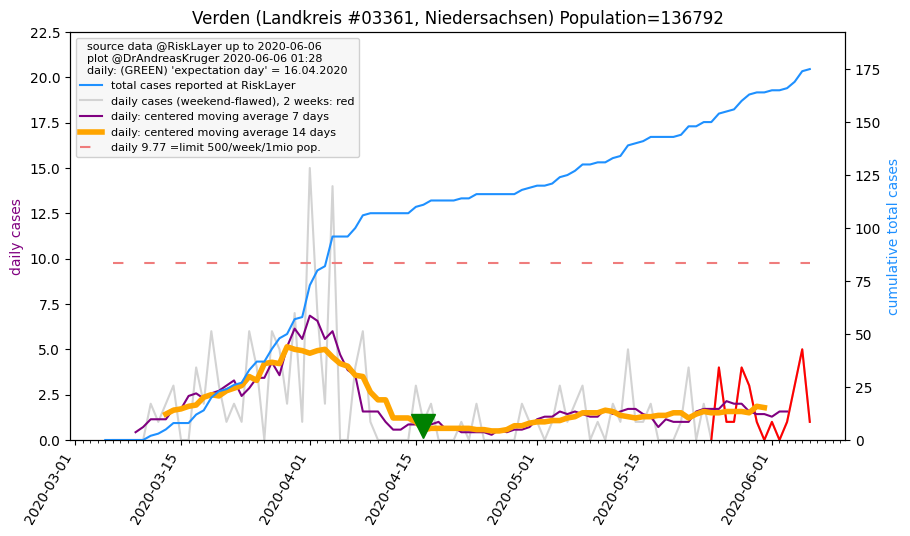 Verden (Landkreis #03361, Niedersachsen) Population=136792
source data @RiskLayer up to 2020-06-06
plot @DrAndreasKruger 2020-06-06 01:28
daily: (GREEN) 'expectation day' = 16.04.2020
total cases reported at RiskLayer
daily cases (weekend-flawed), 2 weeks: red
daily: centered moving average 7 days
daily: centered moving average 14 days
daily 9.77 =limit 500/week/1mio pop.
daily cases
22.5
20.0
17.5
15.0
12.5
10.0
7.5
5.0
2.5
0.0
175
150
125
100
75
50
25
0
cumulative total cases
2020-03-01
2020-03-15
2020-04-01
2020-04-15
2020-05-01
2020-05-15
2020-06-01